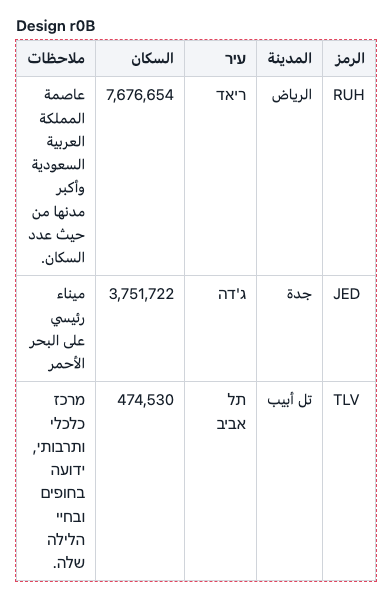 Design r0B
الرمز المدينة עיר السكان ملاحظات
RUH الرياض ריאד 7,676,654 عاصمة
المملكة
العربية
السعودية
وأكبر
مدنها من
حيث عدد
السكان.
JED جدة ג'דה 3,751,722 ميناء
رئيسي
على البحر
الأحمر
TLV تل أبيب תל 474,530 מרכז
אביב כלכלי
ותרבותי,
ידועה
בחופים
ובחיי
הלילה
שלה.